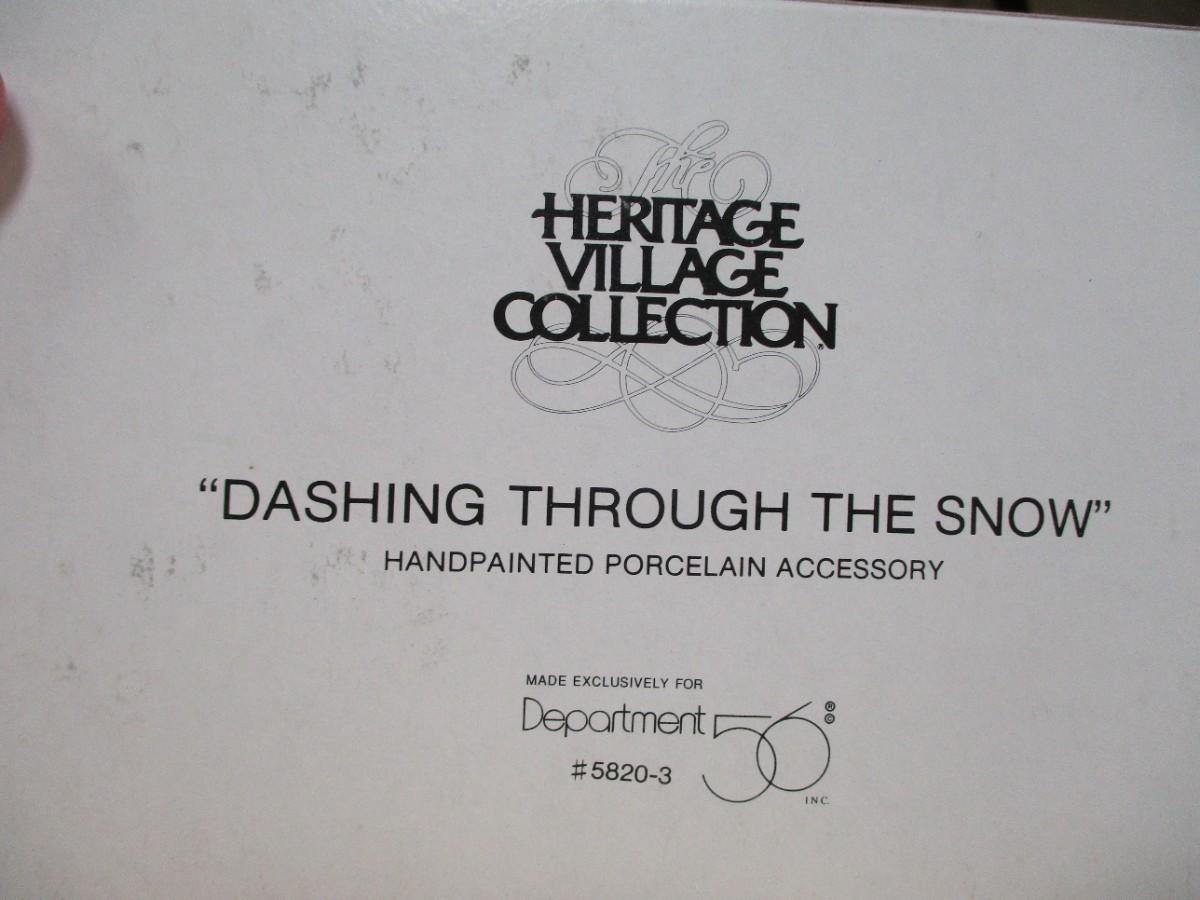 The
HERITAGE
VILLAGE
COLLECTION®
“DASHING THROUGH THE SNOW”
HANDPAINTED PORCELAIN ACCESSORY
MADE EXCLUSIVELY FOR
Department 56 ® ©
INC.
#5820-3